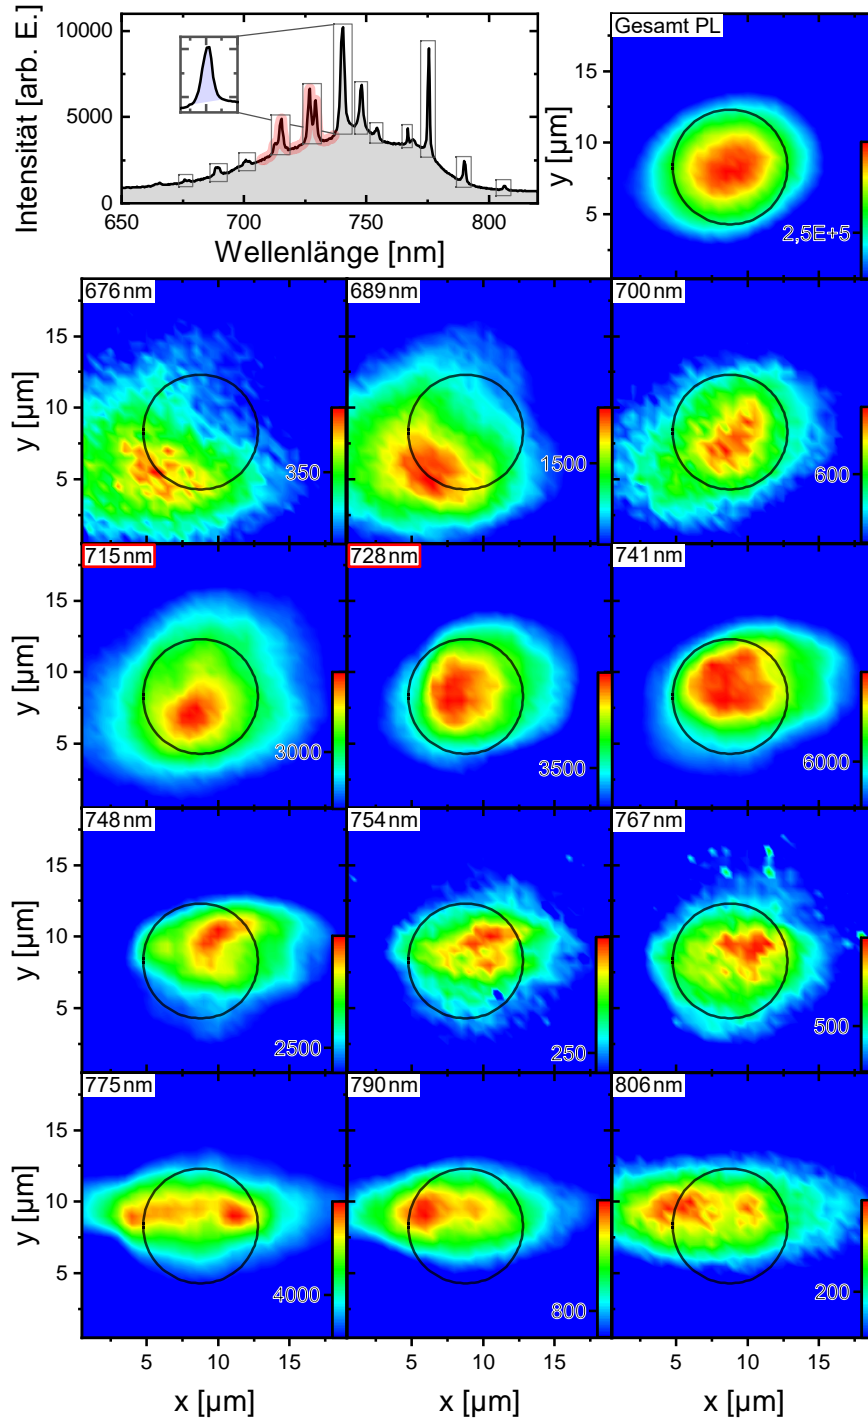 Intensität [arb. E.]
10000
5000
0
650
700
750
800
Wellenlänge [nm]
Gesamt PL
y [µm]
15
10
5
2,5E+5
676 nm
689 nm
700 nm
y [µm]
15
10
5
350
1500
600
715 nm
728 nm
741 nm
y [µm]
15
10
5
3000
3500
6000
748 nm
754 nm
767 nm
y [µm]
15
10
5
2500
250
500
775 nm
790 nm
806 nm
y [µm]
15
10
5
4000
800
200
5
10
15
5
10
15
5
10
15
x [µm]
x [µm]
x [µm]